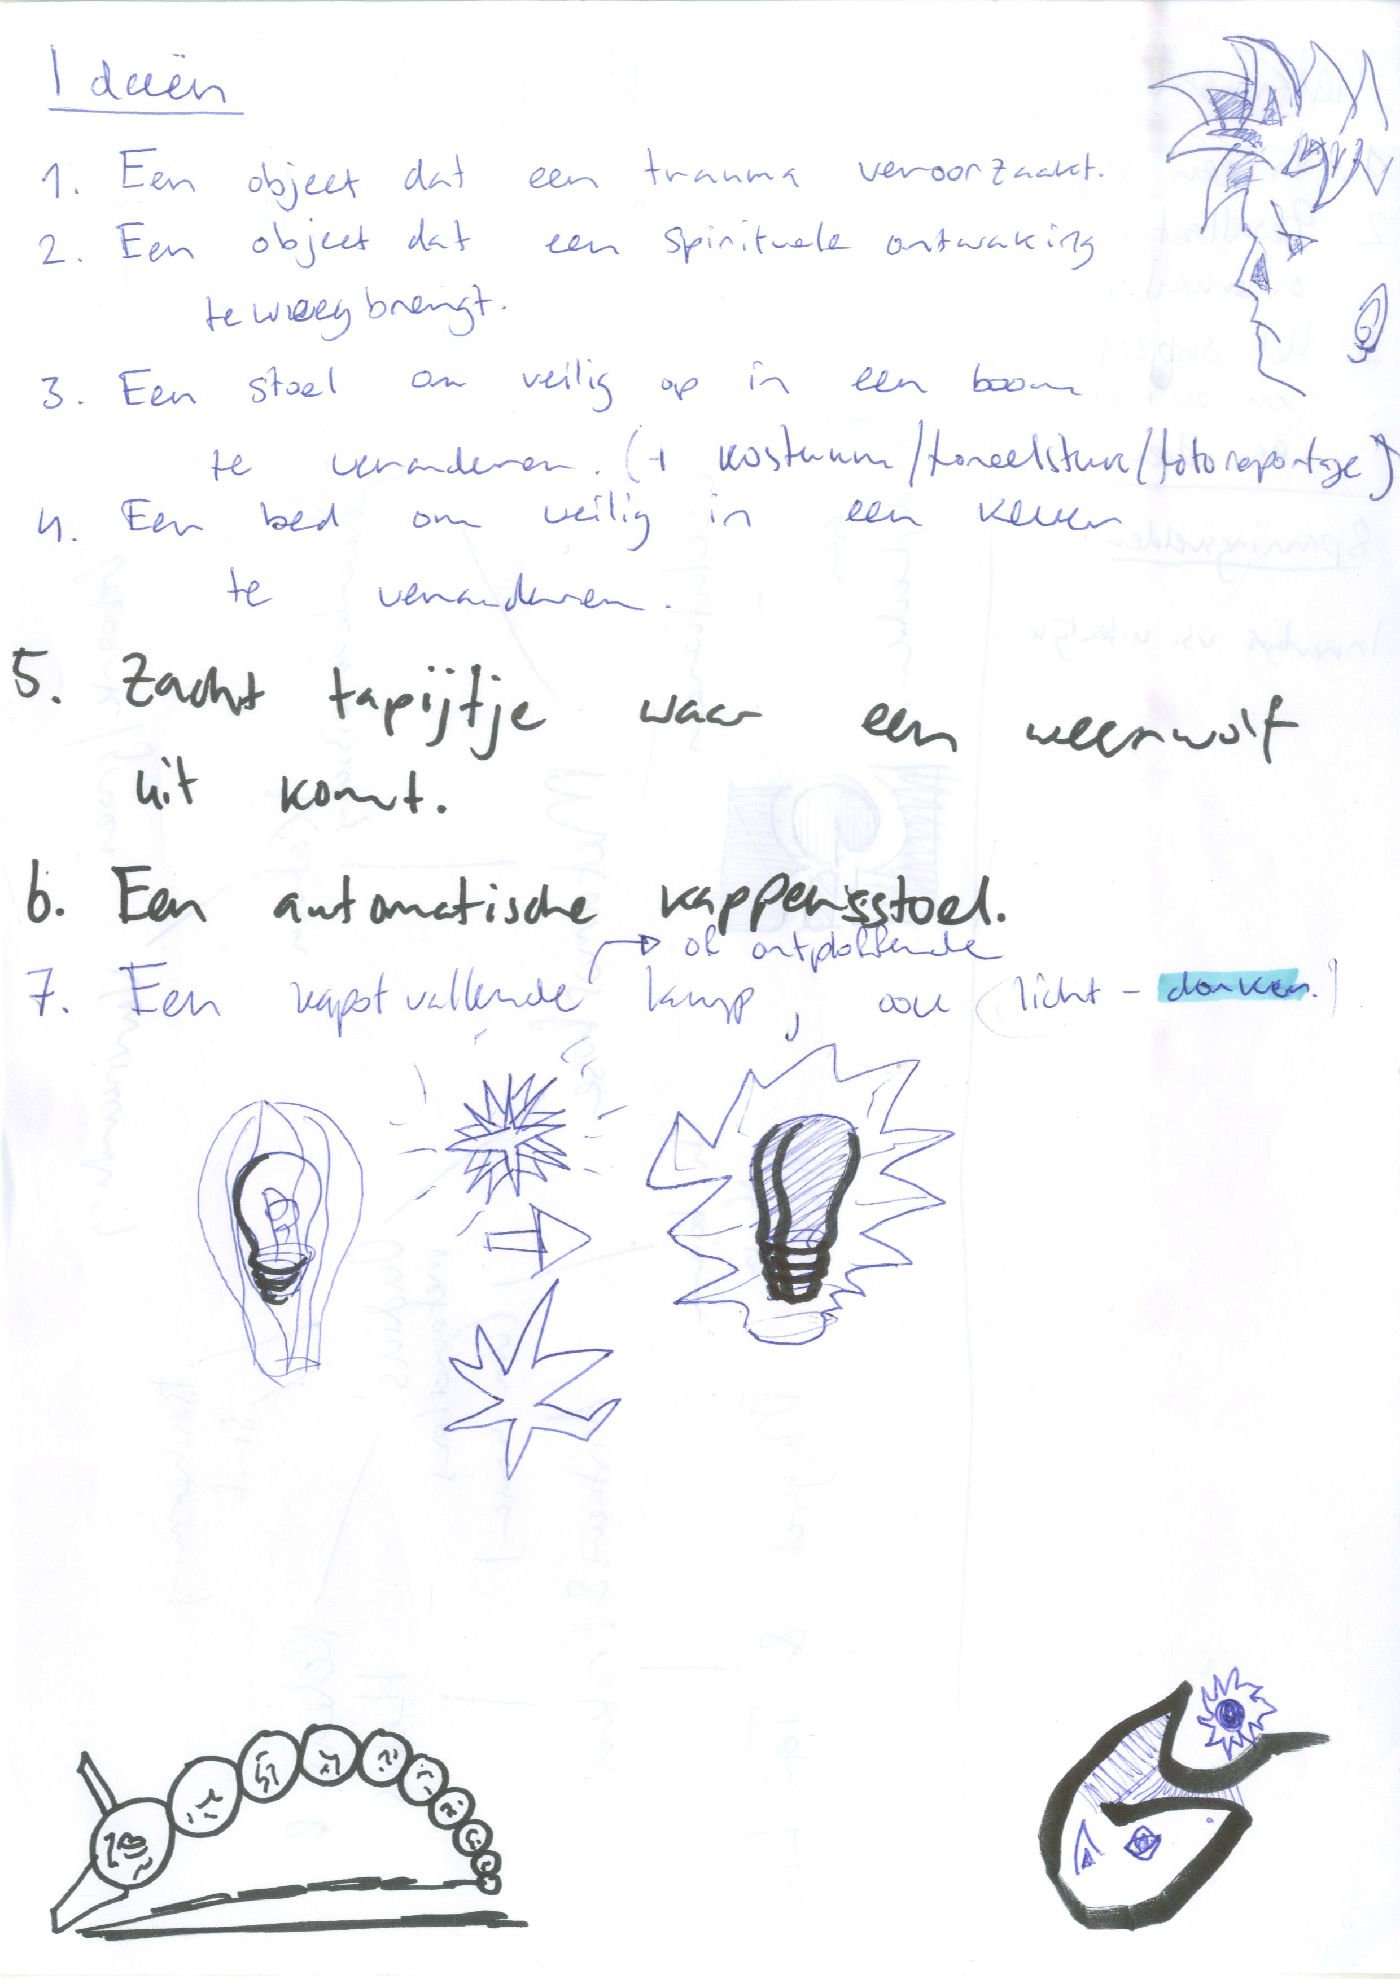 Ideeën
1. Een object dat een trauma veroorzaakt.
2. Een object dat een spirituele ontwaking
teweegbrengt.
3. Een stoel om veilig op in een boom
te veranderen. (+ kostuum/toneelstuk/fotoreportage)
4. Een bed om veilig in een kever
te veranderen.
5. Zacht tapijtje waar een weerwolf
uit komt.
6. Een automatische kappersstoel.
→ of ontploffende
7. Een kapotvallende lamp, ook (licht - donker.)